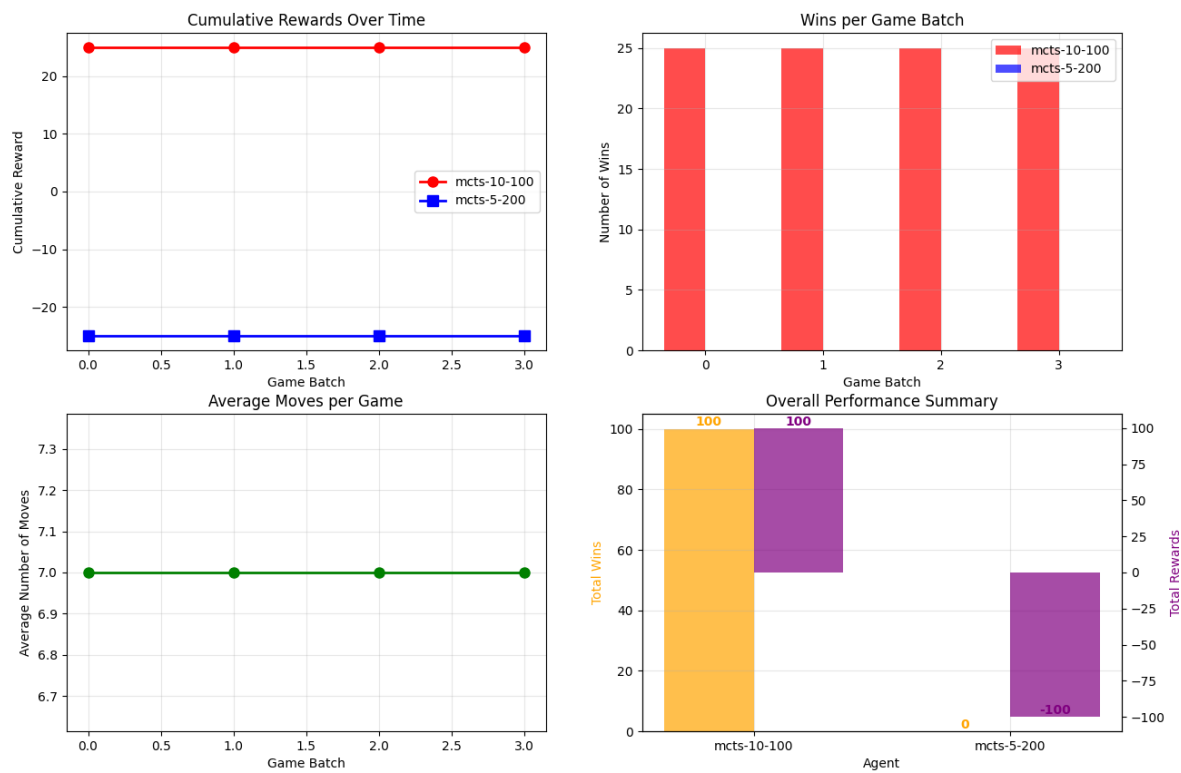 Cumulative Rewards Over Time
Cumulative Reward
20
10
0
−10
−20
mcts-10-100
mcts-5-200
0.0 0.5 1.0 1.5 2.0 2.5 3.0
Game Batch
Wins per Game Batch
Number of Wins
25
20
15
10
5
0
mcts-10-100
mcts-5-200
0 1 2 3
Game Batch
Average Moves per Game
Average Number of Moves
7.3
7.2
7.1
7.0
6.9
6.8
6.7
0.0 0.5 1.0 1.5 2.0 2.5 3.0
Game Batch
Overall Performance Summary
Total Wins
100
80
60
40
20
0
100 100
0 -100
100
75
50
25
0
−25
−50
−75
−100
Total Rewards
mcts-10-100 mcts-5-200
Agent